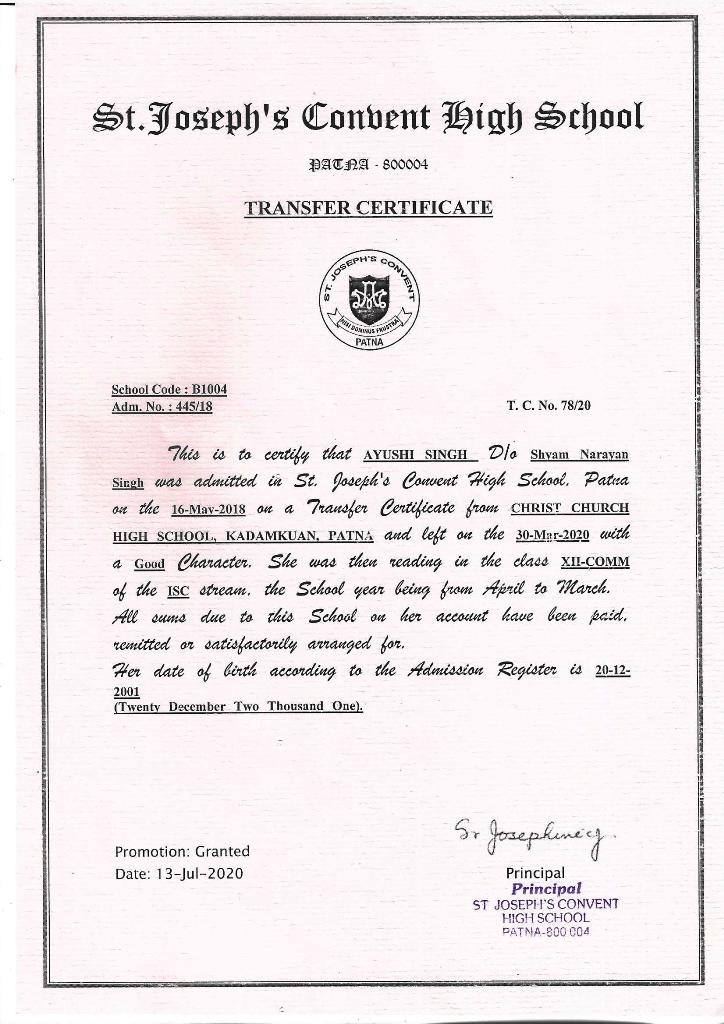 St. Joseph's Convent High School
PATNA - 800004
TRANSFER CERTIFICATE
ST. JOSEPH'S CONVENT
NISI DOMINUS FRUSTRA
PATNA
School Code : B1004
Adm. No. : 445/18
T. C. No. 78/20
This is to certify that AYUSHI SINGH D/o Shyam Narayan
Singh was admitted in St. Joseph's Convent High School, Patna
on the 16-May-2018 on a Transfer Certificate from CHRIST CHURCH
HIGH SCHOOL, KADAMKUAN, PATNA and left on the 30-Mar-2020 with
a Good Character. She was then reading in the class XII-COMM
of the ISC stream, the School year being from April to March.
All sums due to this School on her account have been paid,
remitted or satisfactorily arranged for.
Her date of birth according to the Admission Register is 20-12-
2001
(Twenty December Two Thousand One).
Sr Josephine cj.
Promotion: Granted
Date: 13-Jul-2020
Principal
Principal
ST JOSEPH'S CONVENT
HIGH SCHOOL
PATNA-800 004